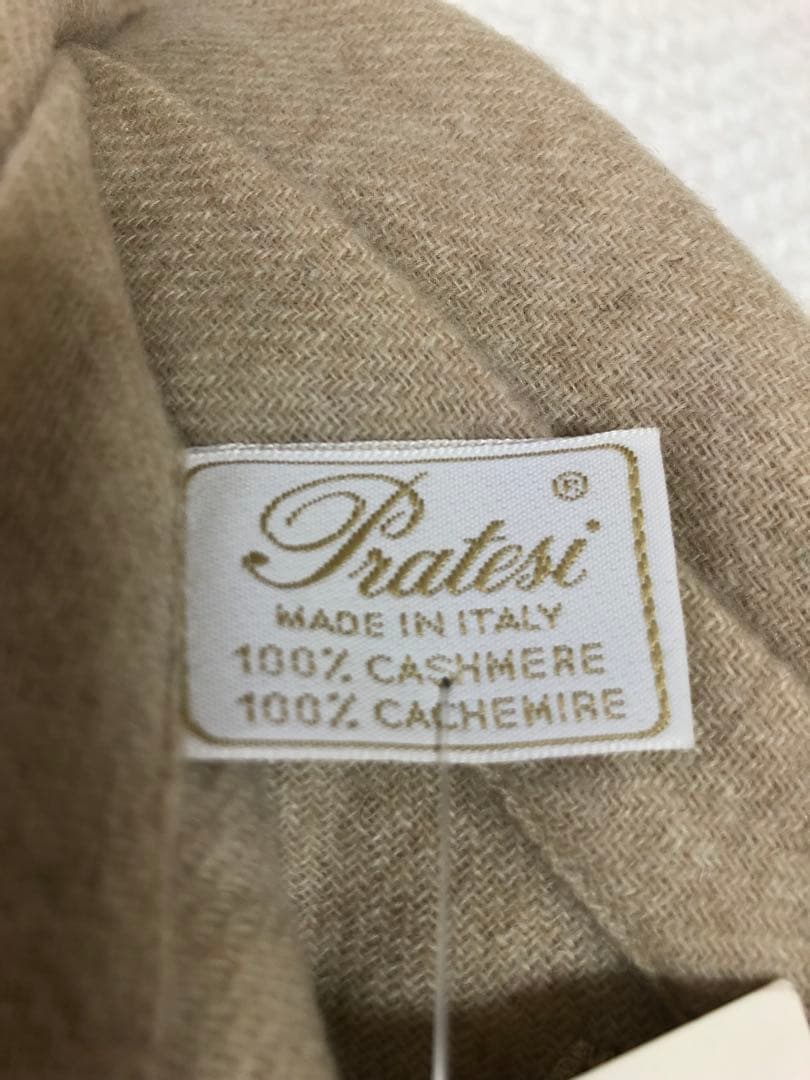 Pratesi®
MADE IN ITALY
100% CASHMERE
100% CACHEMIRE